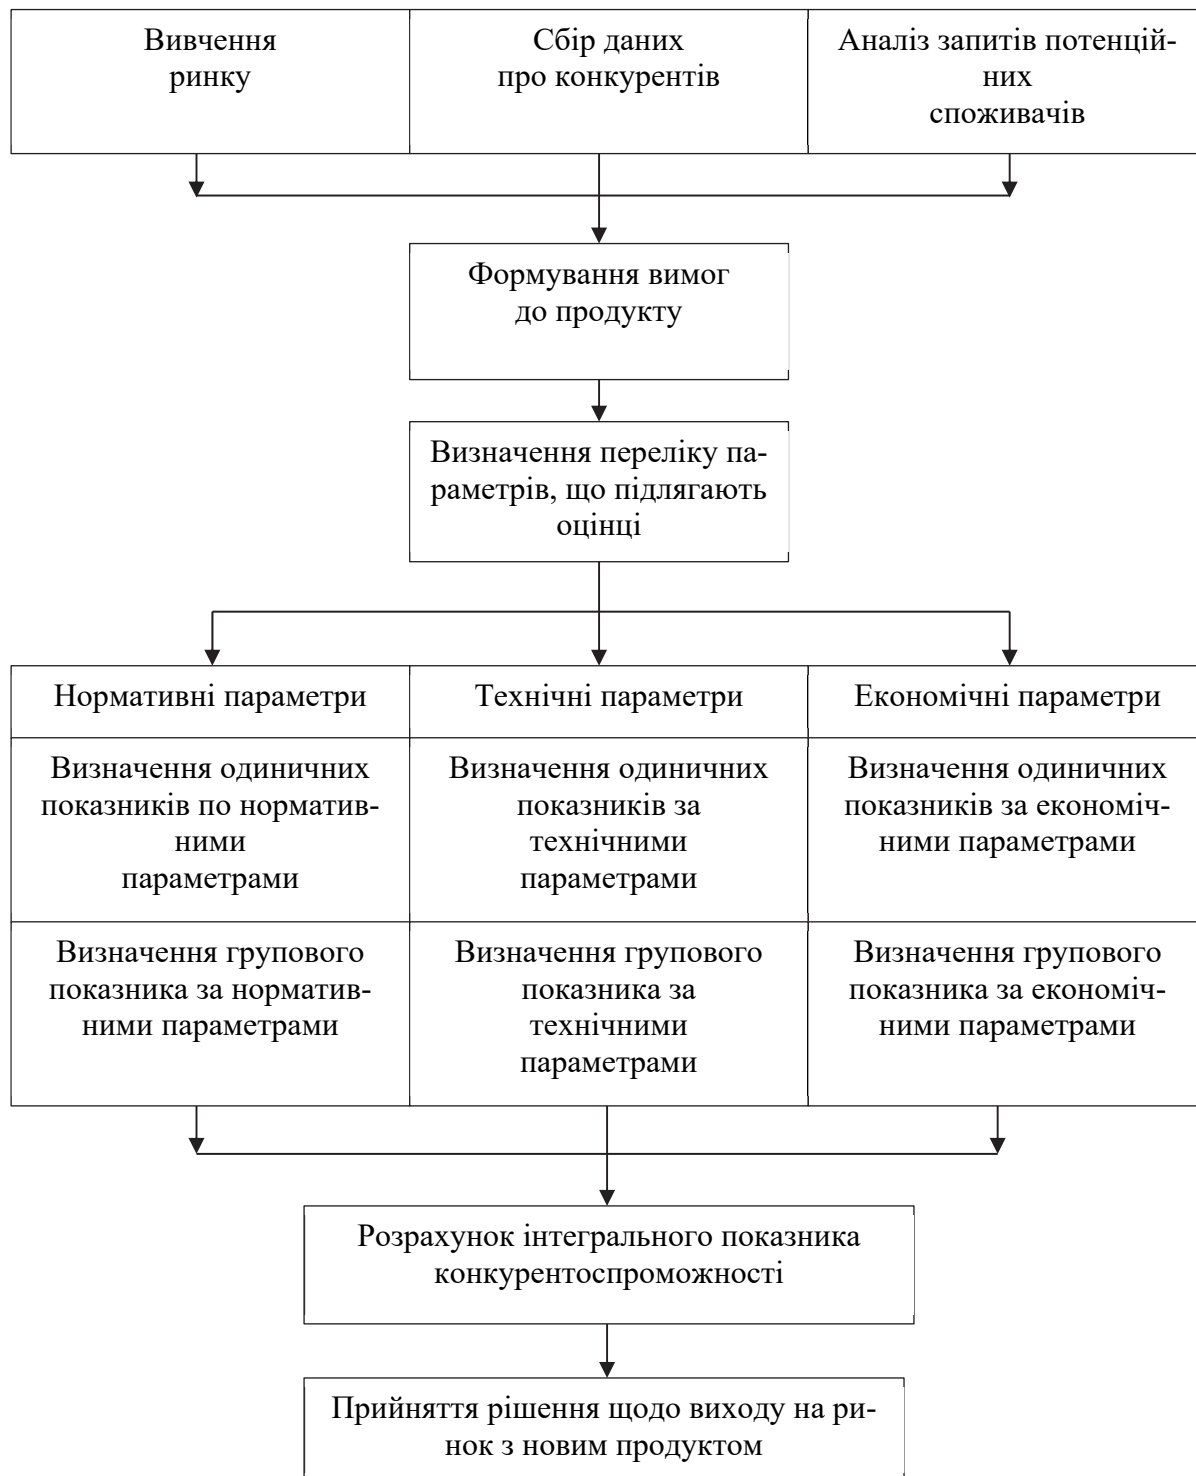 Вивчення
ринку
Сбір даних
про конкурентів
Аналіз запитів потенцій-
них
споживачів
Формування вимог
до продукту
Визначення переліку па-
раметрів, що підлягають
оцінці
Нормативні параметри
Технічні параметри
Економічні параметри
Визначення одиничних
показників по норматив-
ними
параметрами
Визначення одиничних
показників за
технічними
параметрами
Визначення одиничних
показників за економіч-
ними параметрами
Визначення групового
показника за норматив-
ними параметрами
Визначення групового
показника за
технічними
параметрами
Визначення групового
показника за економіч-
ними параметрами
Розрахунок інтегрального показника
конкурентоспроможності
Прийняття рішення щодо виходу на ри-
нок з новим продуктом